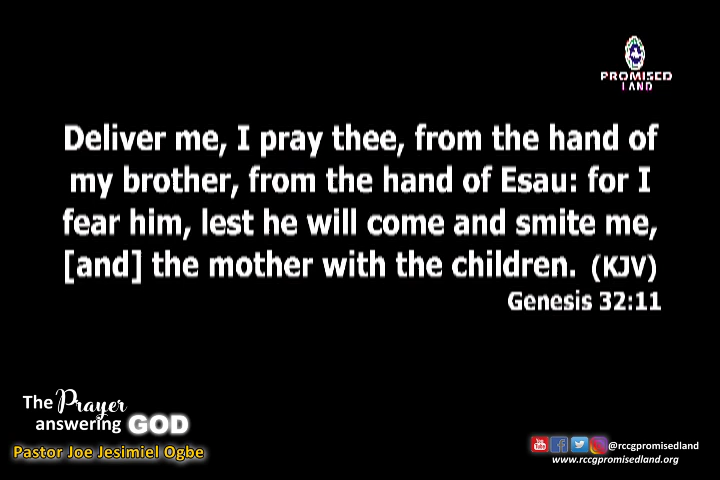 PROMISED
LAND
Deliver me, I pray thee, from the hand of
my brother, from the hand of Esau: for I
fear him, lest he will come and smite me,
[and] the mother with the children. (KJV)
Genesis 32:11
The Prayer
answering GOD
Pastor Joe Jesimiel Ogbe
@rccgpromisedland
www.rccgpromisedland.org